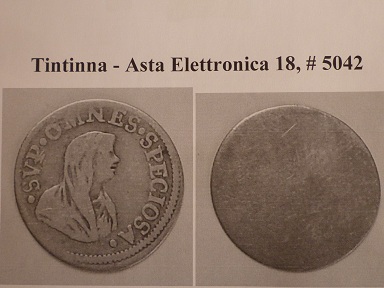 Tintinna - Asta Elettronica 18, # 5042
·SVP·OMNES·SPECIOSA·